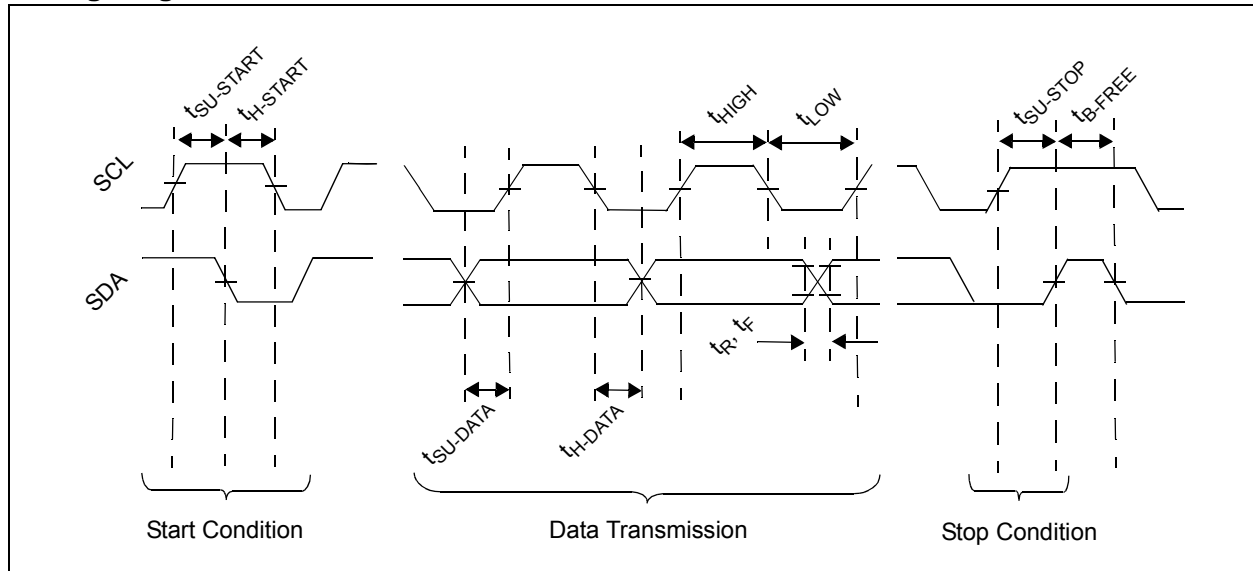 tSU-START
tH-START
tHIGH
tLOW
tSU-STOP
tB-FREE
SCL
SDA
tR, tF
tSU-DATA
tH-DATA
Start Condition
Data Transmission
Stop Condition